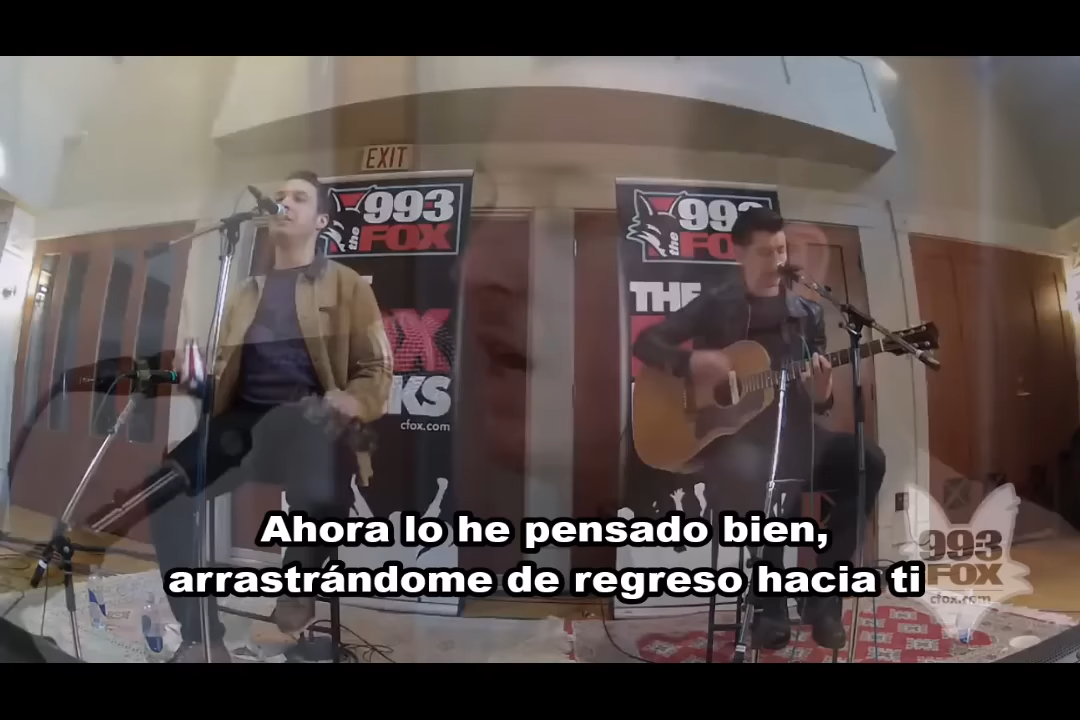 EXIT
993
the FOX
cfox.com
993
the FOX
THE
Ahora lo he pensado bien,
arrastrándome de regreso hacia ti
993
FOX
cfox.com